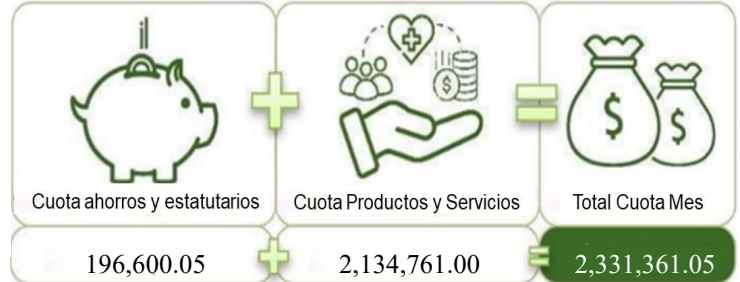 Cuota ahorros y estatutarios
Cuota Productos y Servicios
Total Cuota Mes
196,600.05 + 2,134,761.00 = 2,331,361.05